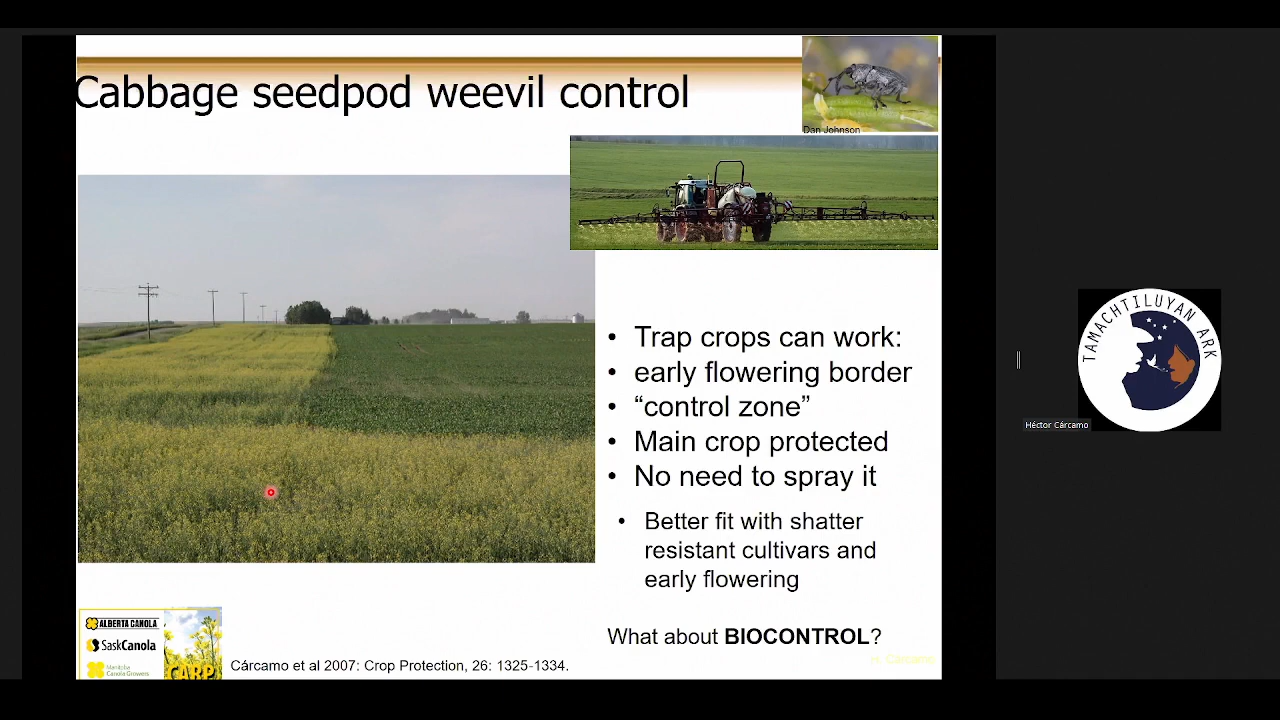 Cabbage seedpod weevil control
Dan Johnson
• Trap crops can work:
• early flowering border
• “control zone”
• Main crop protected
• No need to spray it
• Better fit with shatter
resistant cultivars and
early flowering
What about BIOCONTROL?
H. Cárcamo
ALBERTA CANOLA
SaskCanola
Manitoba
Canola Growers
CARP
Cárcamo et al 2007: Crop Protection, 26: 1325-1334.
TAMACHTILUYAN ARK
Héctor Cárcamo